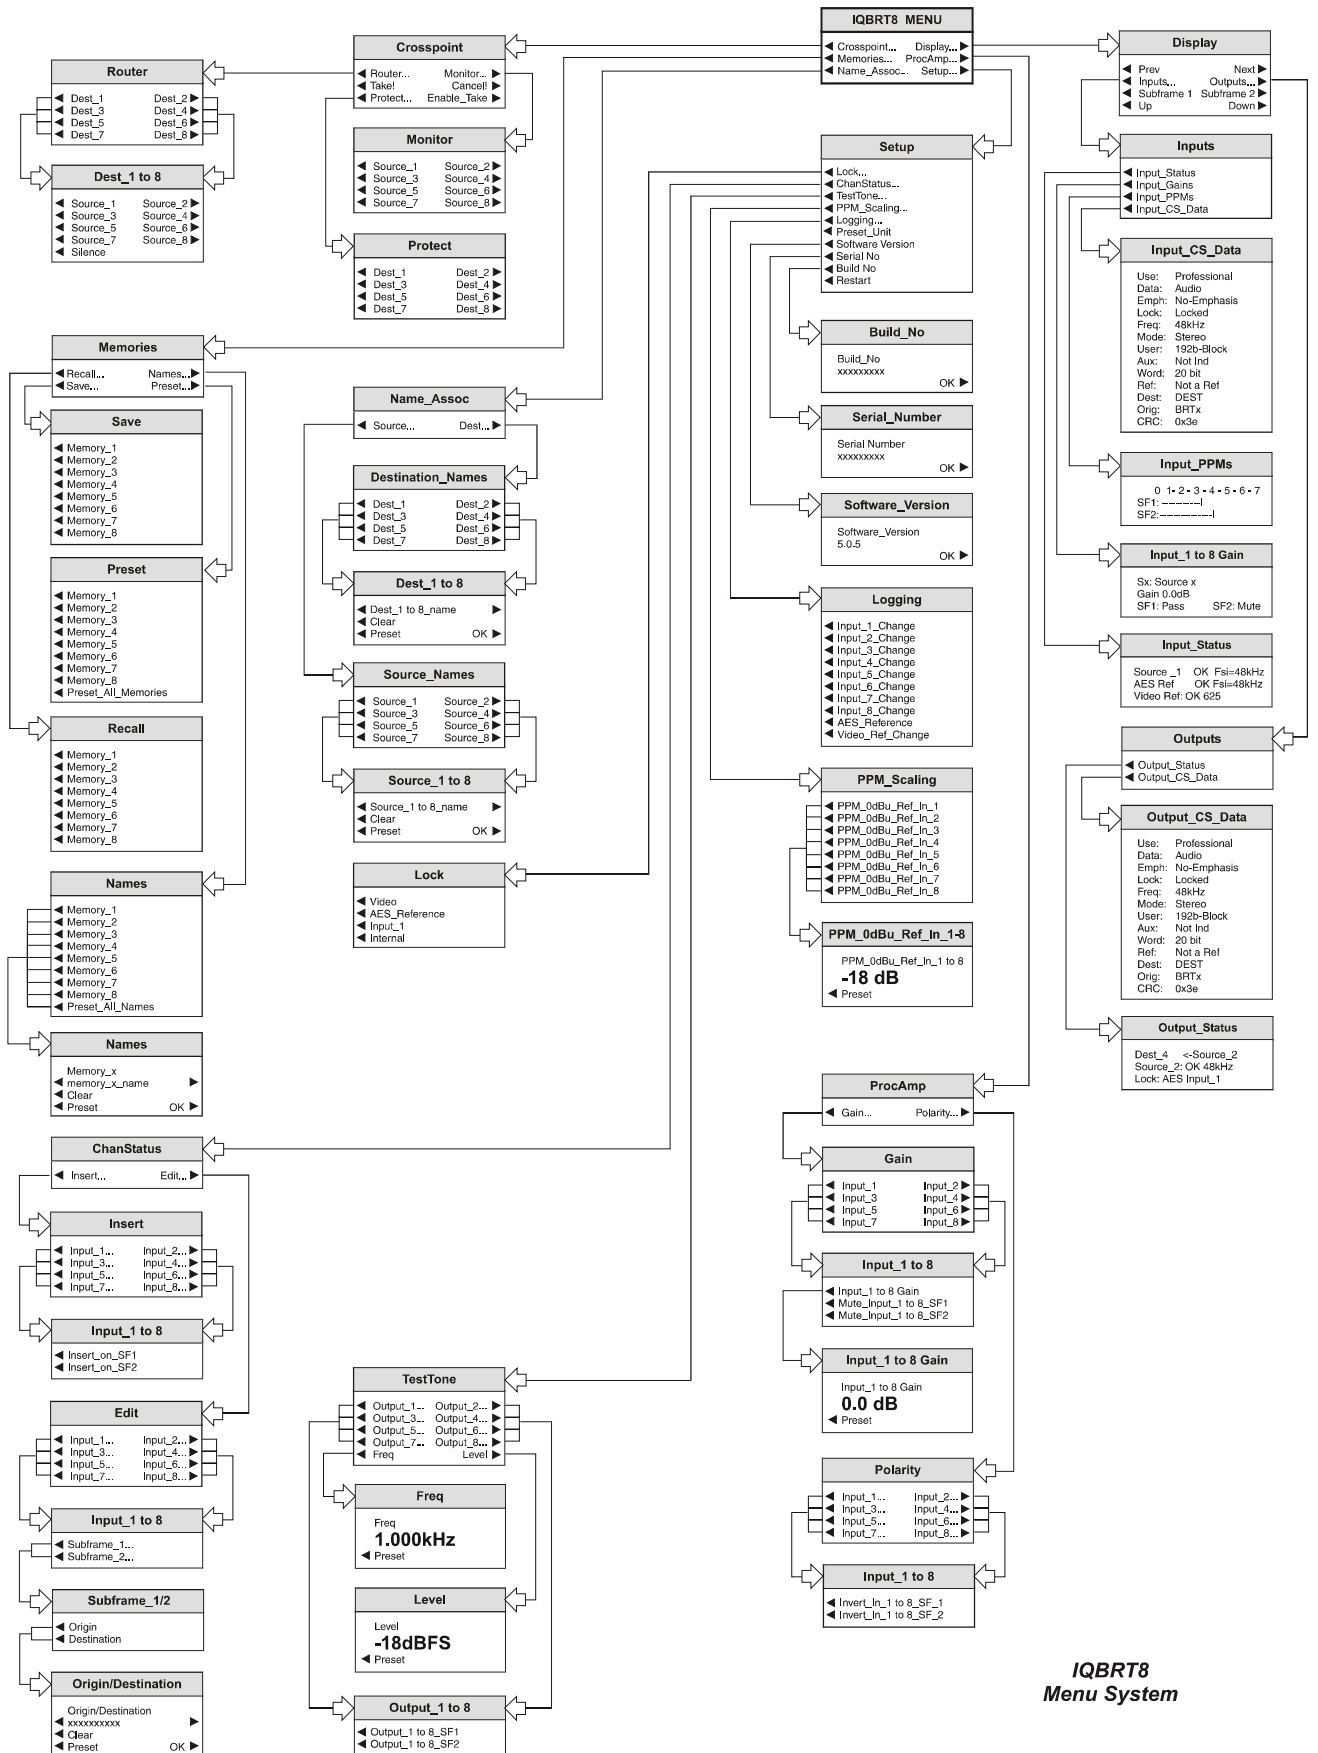 IQBRT8 MENU
Crosspoint... Display...
Memories... ProcAmp...
Name_Assoc... Setup...
Crosspoint
Router... Monitor...
Take! Cancel!
Protect... Enable_Take
Router
Dest_1 Dest_2
Dest_3 Dest_4
Dest_5 Dest_6
Dest_7 Dest_8
Dest_1 to 8
Source_1 Source_2
Source_3 Source_4
Source_5 Source_6
Source_7 Source_8
Silence
Monitor
Source_1 Source_2
Source_3 Source_4
Source_5 Source_6
Source_7 Source_8
Protect
Dest_1 Dest_2
Dest_3 Dest_4
Dest_5 Dest_6
Dest_7 Dest_8
Memories
Recall... Names...
Save... Preset...
Save
Memory_1
Memory_2
Memory_3
Memory_4
Memory_5
Memory_6
Memory_7
Memory_8
Preset
Memory_1
Memory_2
Memory_3
Memory_4
Memory_5
Memory_6
Memory_7
Memory_8
Preset_All_Memories
Recall
Memory_1
Memory_2
Memory_3
Memory_4
Memory_5
Memory_6
Memory_7
Memory_8
Names
Memory_1
Memory_2
Memory_3
Memory_4
Memory_5
Memory_6
Memory_7
Memory_8
Preset_All_Names
Names
Memory_x
memory_x_name
Clear
Preset OK
ChanStatus
Insert... Edit...
Insert
Input_1... Input_2...
Input_3... Input_4...
Input_5... Input_6...
Input_7... Input_8...
Input_1 to 8
Insert_on_SF1
Insert_on_SF2
Edit
Input_1... Input_2...
Input_3... Input_4...
Input_5... Input_6...
Input_7... Input_8...
Input_1 to 8
Subframe_1...
Subframe_2...
Subframe_1/2
Origin
Destination
Origin/Destination
Origin/Destination
xxxxxxxxxx
Clear
Preset OK
Name_Assoc
Source... Dest...
Destination_Names
Dest_1 Dest_2
Dest_3 Dest_4
Dest_5 Dest_6
Dest_7 Dest_8
Dest_1 to 8
Dest_1 to 8_name
Clear
Preset OK
Source_Names
Source_1 Source_2
Source_3 Source_4
Source_5 Source_6
Source_7 Source_8
Source_1 to 8
Source_1 to 8_name
Clear
Preset OK
Lock
Video
AES_Reference
Input_1
Internal
TestTone
Output_1... Output_2...
Output_3... Output_4...
Output_5... Output_6...
Output_7... Output_8...
Freq Level
Freq
Freq
1.000kHz
Preset
Level
Level
-18dBFS
Preset
Output_1 to 8
Output_1 to 8_SF1
Output_1 to 8_SF2
Setup
Lock...
ChanStatus...
TestTone...
PPM_Scaling...
Logging...
Preset_Unit
Software Version
Serial No
Build No
Restart
Build_No
Build_No
xxxxxxxxx
OK
Serial_Number
Serial Number
xxxxxxxxx
OK
Software_Version
Software_Version
5.0.5
OK
Logging
Input_1_Change
Input_2_Change
Input_3_Change
Input_4_Change
Input_5_Change
Input_6_Change
Input_7_Change
Input_8_Change
AES_Reference
Video_Ref_Change
PPM_Scaling
PPM_0dBu_Ref_In_1
PPM_0dBu_Ref_In_2
PPM_0dBu_Ref_In_3
PPM_0dBu_Ref_In_4
PPM_0dBu_Ref_In_5
PPM_0dBu_Ref_In_6
PPM_0dBu_Ref_In_7
PPM_0dBu_Ref_In_8
PPM_0dBu_Ref_In_1-8
PPM_0dBu_Ref_In_1 to 8
-18 dB
Preset
ProcAmp
Gain... Polarity...
Gain
Input_1 Input_2
Input_3 Input_4
Input_5 Input_6
Input_7 Input_8
Input_1 to 8
Input_1 to 8 Gain
Mute_Input_1 to 8_SF1
Mute_Input_1 to 8_SF2
Input_1 to 8 Gain
Input_1 to 8 Gain
0.0 dB
Preset
Polarity
Input_1... Input_2...
Input_3... Input_4...
Input_5... Input_6...
Input_7... Input_8...
Input_1 to 8
Invert_In_1 to 8_SF_1
Invert_In_1 to 8_SF_2
Display
Prev Next
Inputs... Outputs...
Subframe 1 Subframe 2
Up Down
Inputs
Input_Status
Input_Gains
Input_PPMs
Input_CS_Data
Input_CS_Data
Use: Professional
Data: Audio
Emph: No-Emphasis
Lock: Locked
Freq: 48kHz
Mode: Stereo
User: 192b-Block
Aux: Not Ind
Word: 20 bit
Ref: Not a Ref
Dest: DEST
Orig: BRTx
CRC: 0x3e
Input_PPMs
0 1- 2 - 3 - 4 - 5 - 6 - 7
SF1: ---------I
SF2:------------I
Input_1 to 8 Gain
Sx: Source x
Gain 0.0dB
SF1: Pass SF2: Mute
Input_Status
Source _1 OK Fsi=48kHz
AES Ref OK Fsi=48kHz
Video Ref: OK 625
Outputs
Output_Status
Output_CS_Data
Output_CS_Data
Use: Professional
Data: Audio
Emph: No-Emphasis
Lock: Locked
Freq: 48kHz
Mode: Stereo
User: 192b-Block
Aux: Not Ind
Word: 20 bit
Ref: Not a Ref
Dest: DEST
Orig: BRTx
CRC: 0x3e
Output_Status
Dest_4 <-Source_2
Source_2: OK 48kHz
Lock: AES Input_1
IQBRT8
Menu System